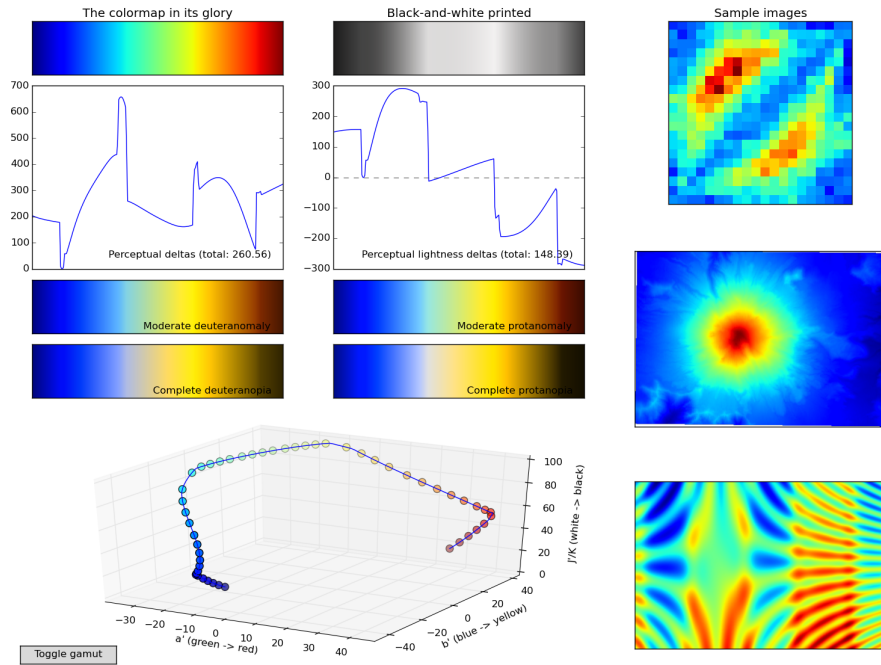 The colormap in its glory
Black-and-white printed
Sample images
700
600
500
400
300
200
100
0
Perceptual deltas (total: 260.56)
300
200
100
0
−100
−200
−300
Perceptual lightness deltas (total: 148.39)
Moderate deuteranomaly
Moderate protanomaly
Complete deuteranopia
Complete protanopia
100
80
60
40
20
0
J'/K (white -> black)
−30
−20
−10
0
10
20
30
40
a' (green -> red)
−40
−20
0
20
40
b' (blue -> yellow)
Toggle gamut